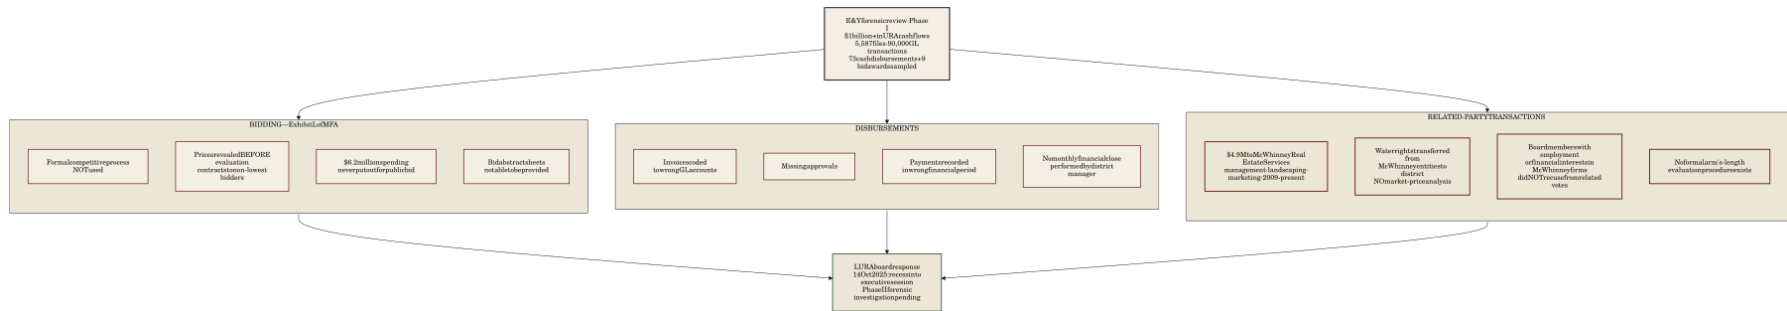 E&Yforensicreview-Phase
I
$1billion+inURAcashflows
5,587files-90,000GL
transactions
73cashdisbursements+9
bidawardssampled
BIDDING—ExhibitLofMFA
Formalcompetitiveprocess
NOTused
PricesrevealedBEFORE
evaluation
contractstonon-lowest
bidders
$6.2millionspending
neverputoutforpublicbid
Bidabstractsheets
notabletobeprovided
DISBURSEMENTS
Invoicescoded
towrongGLaccounts
Missingapprovals
Paymentsrecorded
inwrongfinancialperiod
Nomonthlyfinancialclose
performedbydistrict
manager
RELATED-PARTYTRANSACTIONS
$4.9MtoMcWhinneyReal
EstateServices
management-landscaping-
marketing-2009-present
Waterrightstransferred
from
McWhinneyentitiesto
district
NOmarket-priceanalysis
Boardmemberswith
employment
orfinancialinterestsin
McWhinneyfirms
didNOTrecusefromrelated
votes
Noformalarm's-length
evaluationprocedureexists
LURAboardresponse
14Oct2025:recessinto
executivesession
PhaseIIforensic
investigationpending